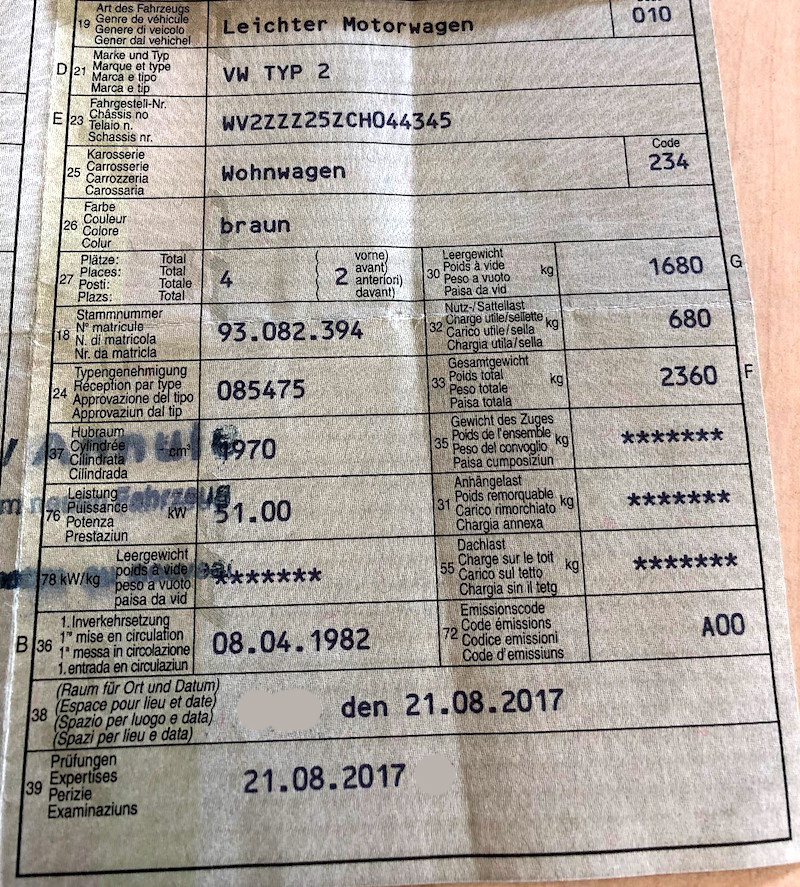 19 Art des Fahrzeugs
Genre de véhicule
Genere di veicolo
Gener dal vehichel
Leichter Motorwagen
010
D 21 Marke und Typ
Marque et type
Marca e tipo
Marca e tip
VW TYP 2
E 23 Fahrgestell-Nr.
Châssis no
Telaio n.
Schassis nr.
WV2ZZZ25ZCH044345
25 Karosserie
Carrosserie
Carrozzeria
Carossaria
Wohnwagen
Code
234
26 Farbe
Couleur
Colore
Colur
braun
27 Plätze: Total
Places: Total
Posti: Totale
Plazs: Total
4
2
vorne)
avant)
anteriori)
davant)
30 Leergewicht
Poids à vide
Peso a vuoto
Paisa da vid
kg
1680
G
18 Stammnummer
N° matricule
N. di matricola
Nr. da matricla
93.082.394
32 Nutz-/Sattellast
Charge utile/sellette
Carico utile/sella
Chargia utila/sella
kg
680
24 Typengenehmigung
Réception par type
Approvazione del tipo
Approvaziun dal tip
085475
33 Gesamtgewicht
Poids total
Peso totale
Paisa totala
kg
2360
F
37 Hubraum
Cylindrée
Cilindrata
Cilindrada
cm³
1970
35 Gewicht des Zuges
Poids de l'ensemble
Peso del convoglio
Paisa cumposiziun
kg
*******
76 Leistung
Puissance
Potenza
Prestaziun
kW
51.00
31 Anhängelast
Poids remorquable
Carico rimorchiato
Chargia annexa
kg
*******
78 kW/kg
Leergewicht
poids à vide
peso a vuoto
paisa da vid
*******
55 Dachlast
Charge sur le toit
Carico sul tetto
Chargia sin il tetg
kg
*******
B 36 1. Inverkehrsetzung
1re mise en circulation
1a messa in circolazione
1. entrada en circulaziun
08.04.1982
72 Emissionscode
Code émissions
Codice emissioni
Code d'emissiuns
A00
38 (Raum für Ort und Datum)
(Espace pour lieu et date)
(Spazio per luogo e data)
(Spazi per lieu e data)
den 21.08.2017
39 Prüfungen
Expertises
Perizie
Examinaziuns
21.08.2017